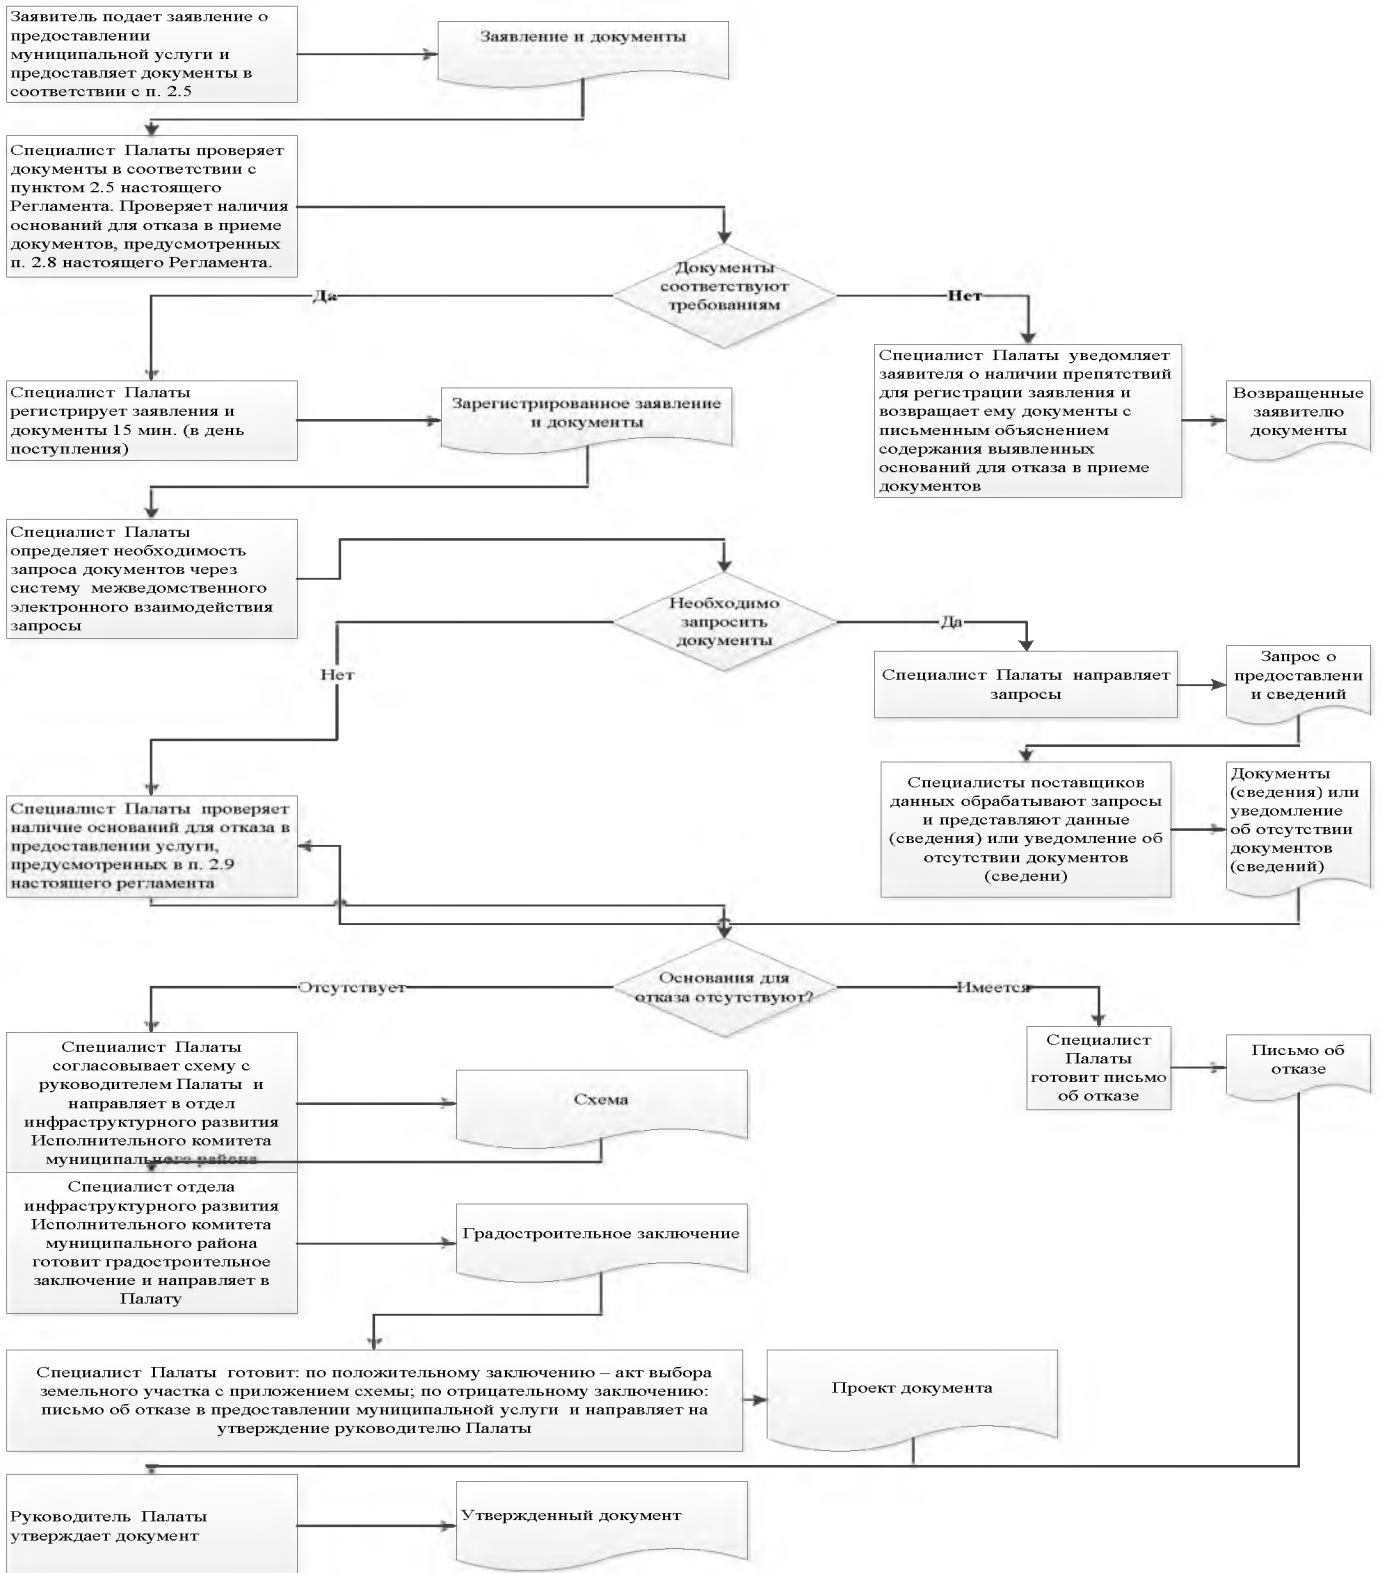 Заявитель подает заявление о
предоставлении
муниципальной услуги и
предоставляет документы в
соответствии с п. 2.5
Заявление и документы
Специалист Палаты проверяет
документы в соответствии с
пунктом 2.5 настоящего
Регламента. Проверяет наличия
оснований для отказа в приеме
документов, предусмотренных
п. 2.8 настоящего Регламента.
Документы
соответствуют
требованиям
Да
Нет
Специалист Палаты
регистрирует заявления и
документы 15 мин. (в день
поступления)
Зарегистрированное заявление
и документы
Специалист Палаты уведомляет
заявителя о наличии препятствий
для регистрации заявления и
возвращает ему документы с
письменным объяснением
содержания выявленных
оснований для отказа в приеме
документов
Возвращенные
заявителю
документы
Специалист Палаты
определяет необходимость
запроса документов через
систему межведомственного
электронного взаимодействия
запросы
Необходимо
запросить
документы
Да
Нет
Специалист Палаты направляет
запросы
Запрос о
предоставлени
и сведений
Специалисты поставщиков
данных обрабатывают запросы
и представляют данные
(сведения) или уведомление об
отсутствии документов
(сведени)
Документы
(сведения) или
уведомление
об отсутствии
документов
(сведений)
Специалист Палаты проверяет
наличие оснований для отказа в
предоставлении услуги,
предусмотренных в п. 2.9
настоящего регламента
Основания для
отказа отсутствуют?
Отсутствует
Имеется
Специалист Палаты
согласовывает схему с
руководителем Палаты и
направляет в отдел
инфраструктурного развития
Исполнительного комитета
муниципального района
Схема
Специалист
Палаты
готовит письмо
об отказе
Письмо об
отказе
Специалист отдела
инфраструктурного развития
Исполнительного комитета
муниципального района
готовит градостроительное
заключение и направляет в
Палату
Градостроительное заключение
Специалист Палаты готовит: по положительному заключению – акт выбора
земельного участка с приложением схемы; по отрицательному заключению:
письмо об отказе в предоставлении муниципальной услуги и направляет на
утверждение руководителю Палаты
Проект документа
Руководитель Палаты
утверждает документ
Утвержденный документ